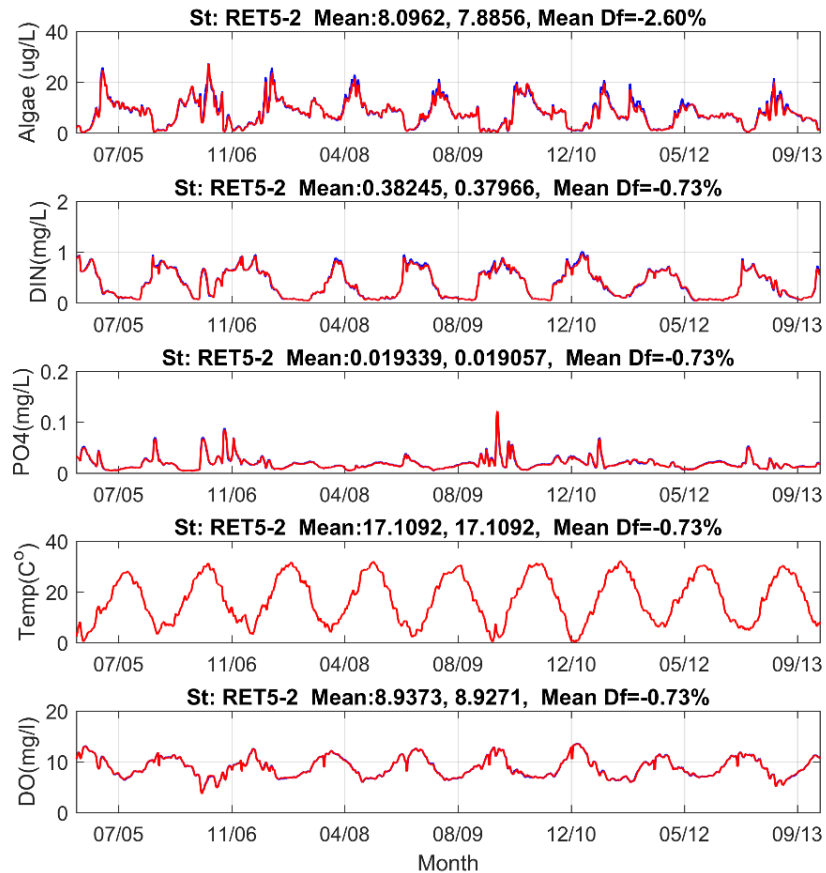 St: RET5-2 Mean:8.0962, 7.8856, Mean Df=-2.60%
Algae (ug/L)
40
20
0
07/05 11/06 04/08 08/09 12/10 05/12 09/13
St: RET5-2 Mean:0.38245, 0.37966, Mean Df=-0.73%
DIN(mg/L)
2
1
0
07/05 11/06 04/08 08/09 12/10 05/12 09/13
St: RET5-2 Mean:0.019339, 0.019057, Mean Df=-0.73%
PO4(mg/L)
0.2
0.1
0
07/05 11/06 04/08 08/09 12/10 05/12 09/13
St: RET5-2 Mean:17.1092, 17.1092, Mean Df=-0.73%
Temp(C°)
40
20
0
07/05 11/06 04/08 08/09 12/10 05/12 09/13
St: RET5-2 Mean:8.9373, 8.9271, Mean Df=-0.73%
DO(mg/l)
20
10
0
07/05 11/06 04/08 08/09 12/10 05/12 09/13
Month